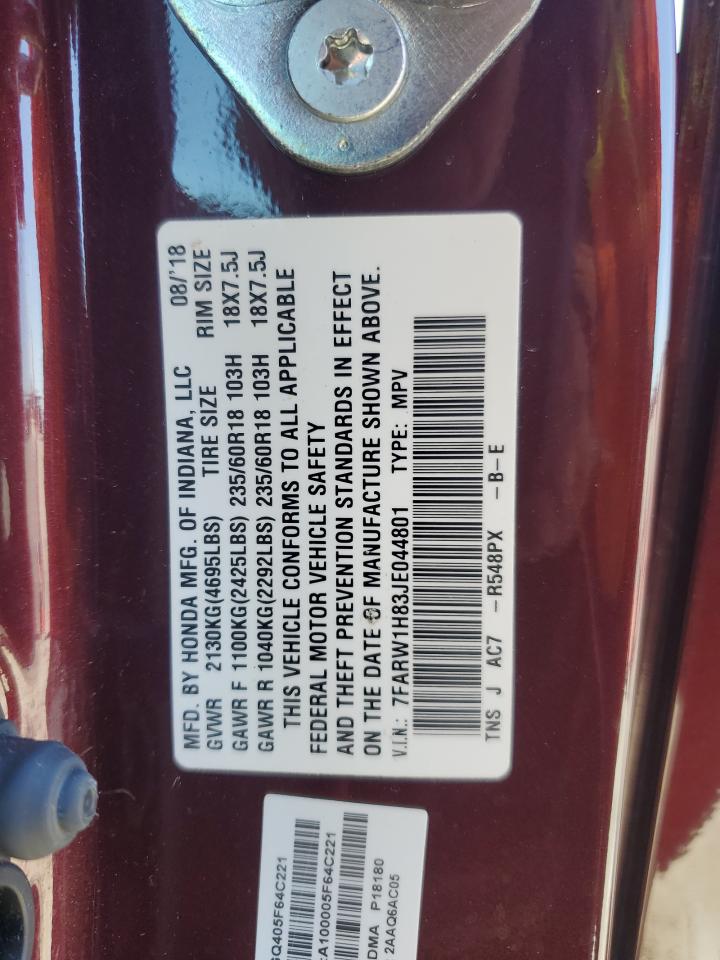 MFD. BY HONDA MFG. OF INDIANA, LLC 08/'18
GVWR 2130KG(4695LBS) TIRE SIZE RIM SIZE
GAWR F 1100KG(2425LBS) 235/60R18 103H 18X7.5J
GAWR R 1040KG(2292LBS) 235/60R18 103H 18X7.5J
THIS VEHICLE CONFORMS TO ALL APPLICABLE
FEDERAL MOTOR VEHICLE SAFETY
AND THEFT PREVENTION STANDARDS IN EFFECT
ON THE DATE OF MANUFACTURE SHOWN ABOVE.
V.I.N.: 7FARW1H83JE044801 TYPE: MPV
TNS J AC7 -R548PX -B-E
GQ405F64C221
A100005F64C221
DMA P18180
2AAQ6AC05